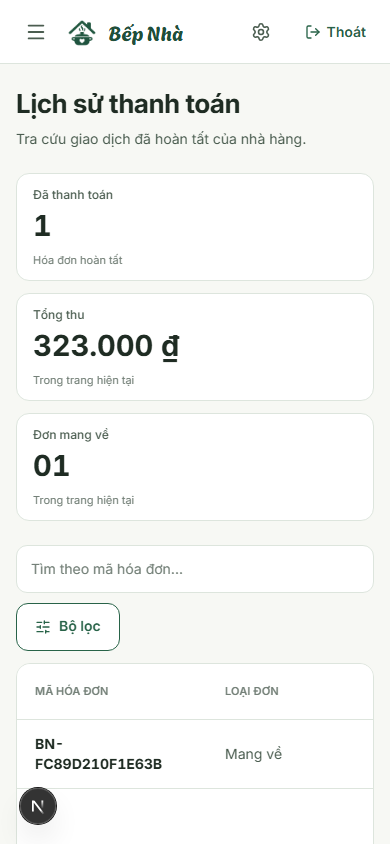 Bếp Nhà
Thoát
Lịch sử thanh toán
Tra cứu giao dịch đã hoàn tất của nhà hàng.
Đã thanh toán
1
Hóa đơn hoàn tất
Tổng thu
323.000 ₫
Trong trang hiện tại
Đơn mang về
01
Trong trang hiện tại
Tìm theo mã hóa đơn...
Bộ lọc
MÃ HÓA ĐƠN LOẠI ĐƠN
BN-
FC89D210F1E63B
Mang về
N